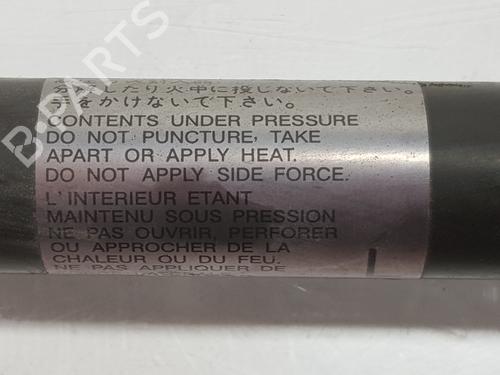 分解したり火中に投じないで下さい。
手をかけないで下さい。
CONTENTS UNDER PRESSURE
DO NOT PUNCTURE, TAKE
APART OR APPLY HEAT.
DO NOT APPLY SIDE FORCE.
L'INTERIEUR ETANT
MAINTENU SOUS PRESSION
NE PAS OUVRIR, PERFORER
OU APPROCHER DE LA
CHALEUR OU DU FEU.
NE PAS APPLIQUER DE
B-PARTS